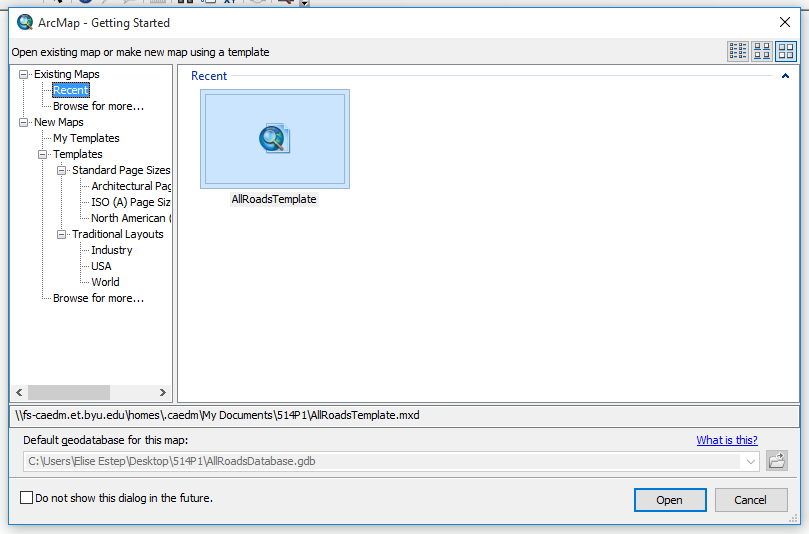 ArcMap - Getting Started
Open existing map or make new map using a template
Existing Maps
Recent
Browse for more...
New Maps
My Templates
Templates
Standard Page Sizes
Architectural Pag
ISO (A) Page Siz
North American (
Traditional Layouts
Industry
USA
World
Browse for more...
Recent
AllRoadsTemplate
\\fs-caedm.et.byu.edu\homes\.caedm\My Documents\514P1\AllRoadsTemplate.mxd
Default geodatabase for this map:
What is this?
C:\Users\Elise Estep\Desktop\514P1\AllRoadsDatabase.gdb
Do not show this dialog in the future.
Open
Cancel